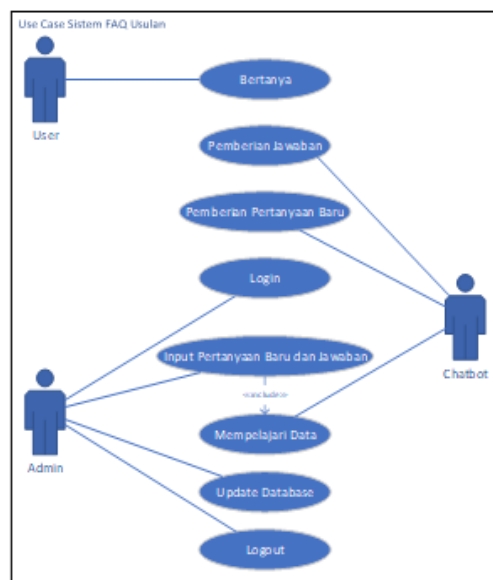 Use Case Sistem FAQ Usulan
User
Bertanya
Pemberian Jawaban
Pemberian Pertanyaan Baru
Login
Input Pertanyaan Baru dan Jawaban
<<include>>
Chatbot
Mempelajari Data
Admin
Update Database
Logout